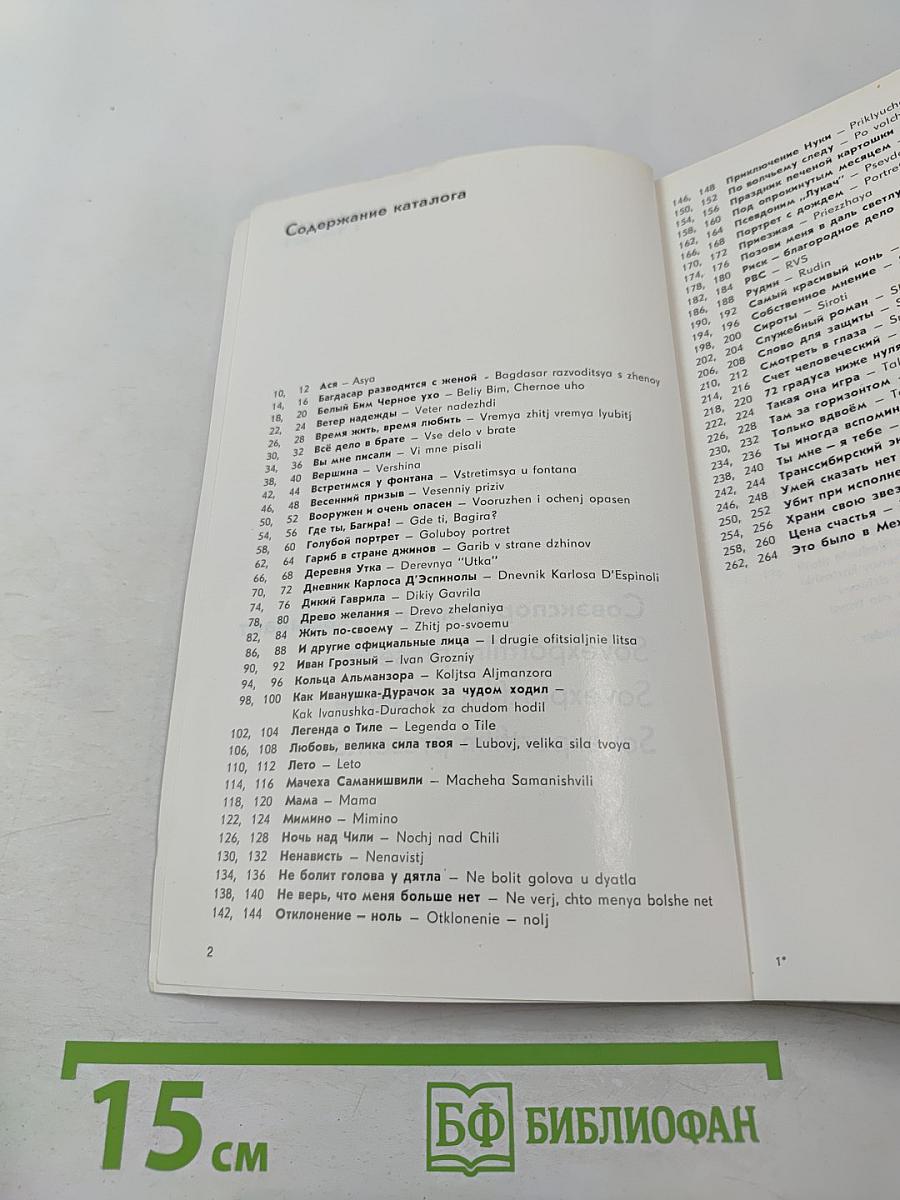 Содержание каталога
10, 12 Ася – Asya
14, 16 Багдасар разводится с женой - Bagdasar razvoditsya s zhenoy
18, 20 Белый Бим Черное ухо – Beliy Bim, Chernoe uho
22, 24 Ветер надежды – Veter nadezhdi
26, 28 Время жить, время любить – Vremya zhitj vremya lyubitj
30, 32 Всё дело в брате – Vse delo v brate
34, 36 Вы мне писали – Vi mne pisali
38, 40 Вершина – Vershina
42, 44 Встретимся у фонтана – Vstretimsya u fontana
46, 48 Весенний призыв – Vesenniy priziv
50, 52 Вооружен и очень опасен – Vooruzhen i ochenj opasen
54, 56 Где ты, Багира! – Gde ti, Bagira?
58, 60 Голубой портрет – Goluboy portret
62, 64 Гариб в стране джинов – Garib v strane dzhinov
66, 68 Деревня Утка – Derevnya "Utka"
70, 72 Дневник Карлоса Д'Эспинолы – Dnevnik Karlosa D'Espinoli
74, 76 Дикий Гаврила – Dikiy Gavrila
78, 80 Древо желания – Drevo zhelaniya
82, 84 Жить по-своему – Zhitj po-svoemu
86, 88 И другие официальные лица – I drugie ofitsialjnie litsa
90, 92 Иван Грозный – Ivan Grozniy
94, 96 Кольца Альманзора – Koljtsa Aljmanzora
98, 100 Как Иванушка-Дурачок за чудом ходил –
Kak Ivanushka-Durachok za chudom hodil
102, 104 Легенда о Тиле – Legenda o Tile
106, 108 Любовь, велика сила твоя – Lubovj, velika sila tvoya
110, 112 Лето – Leto
114, 116 Мачеха Саманишвили – Macheha Samanishvili
118, 120 Мама – Mama
122, 124 Мимино – Mimino
126, 128 Ночь над Чили – Nochj nad Chili
130, 132 Ненависть – Nenavistj
134, 136 Не болит голова у дятла – Ne bolit golova u dyatla
138, 140 Не верь, что меня больше нет – Ne verj, chto menya bolshe net
142, 144 Отклонение – ноль – Otklonenie – nolj
2
146, 148 Приключение Нуки – Priklyuch
150, 152 По волчьему следу – Po volch
154, 156 Праздник печеной картошки
158, 160 Под опрокинутым месяцем –
162, 164 Псевдоним „Лукач" – Psevd
166, 168 Портрет с дождем – Portre
170, 172 Приезжая – Priezzhaya
174, 176 Позови меня в даль светлу
178, 180 Риск – благородное дело
182, 184 РВС – RVS
186, 188 Рудин – Rudin
190, 192 Самый красивый конь –
194, 196 Собственное мнение –
198, 200 Сироты – Siroti
202, 204 Служебный роман – Sl
206, 208 Слово для защиты – S
210, 212 Смотреть в глаза – S
214, 216 Счет человеческий –
218, 220 72 градуса ниже нуля
222, 224 Такая она игра – Ta
226, 228 Там за горизонтом –
230, 232 Только вдвоём – T
234, 236 Ты иногда вспомин
238, 240 Ты мне – я тебе –
242, 244 Транссибирский эк
246, 248 Умей сказать нет
250, 252 Убит при исполне
254, 256 Храни свою звез
258, 260 Цена счастья –
262, 264 Это было в Мех
1*
15 см
БФ БИБЛИОФАН